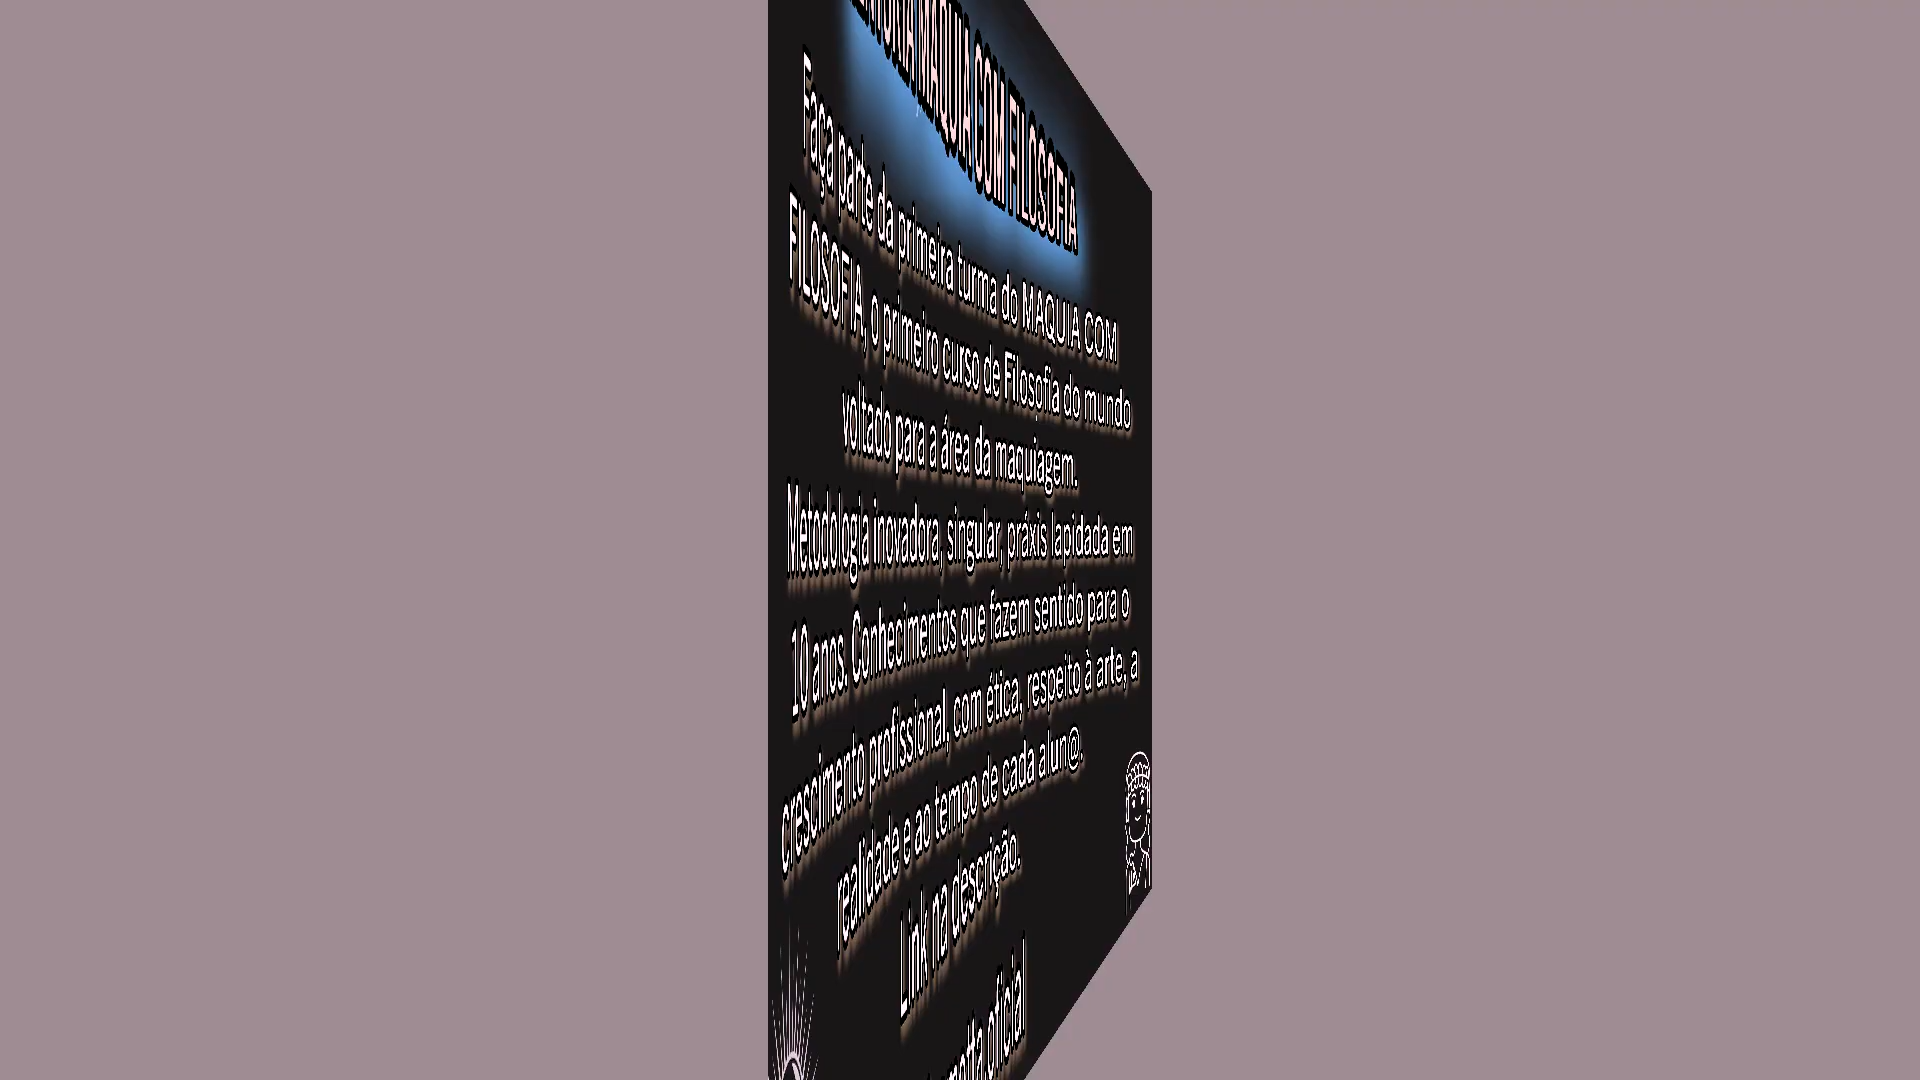 MAQUIA COM FILOSOFIA
Faça parte da primeira turma do MAQUIA COM
FILOSOFIA, o primeiro curso de Filosofia do mundo
voltado para a área da maquiagem.
Metodologia inovadora, singular, práxis lapidada em
10 anos. Conhecimentos que fazem sentido para o
crescimento profissional, com ética, respeito à arte, a
realidade e ao tempo de cada alun@.
Link na descrição.
oficial